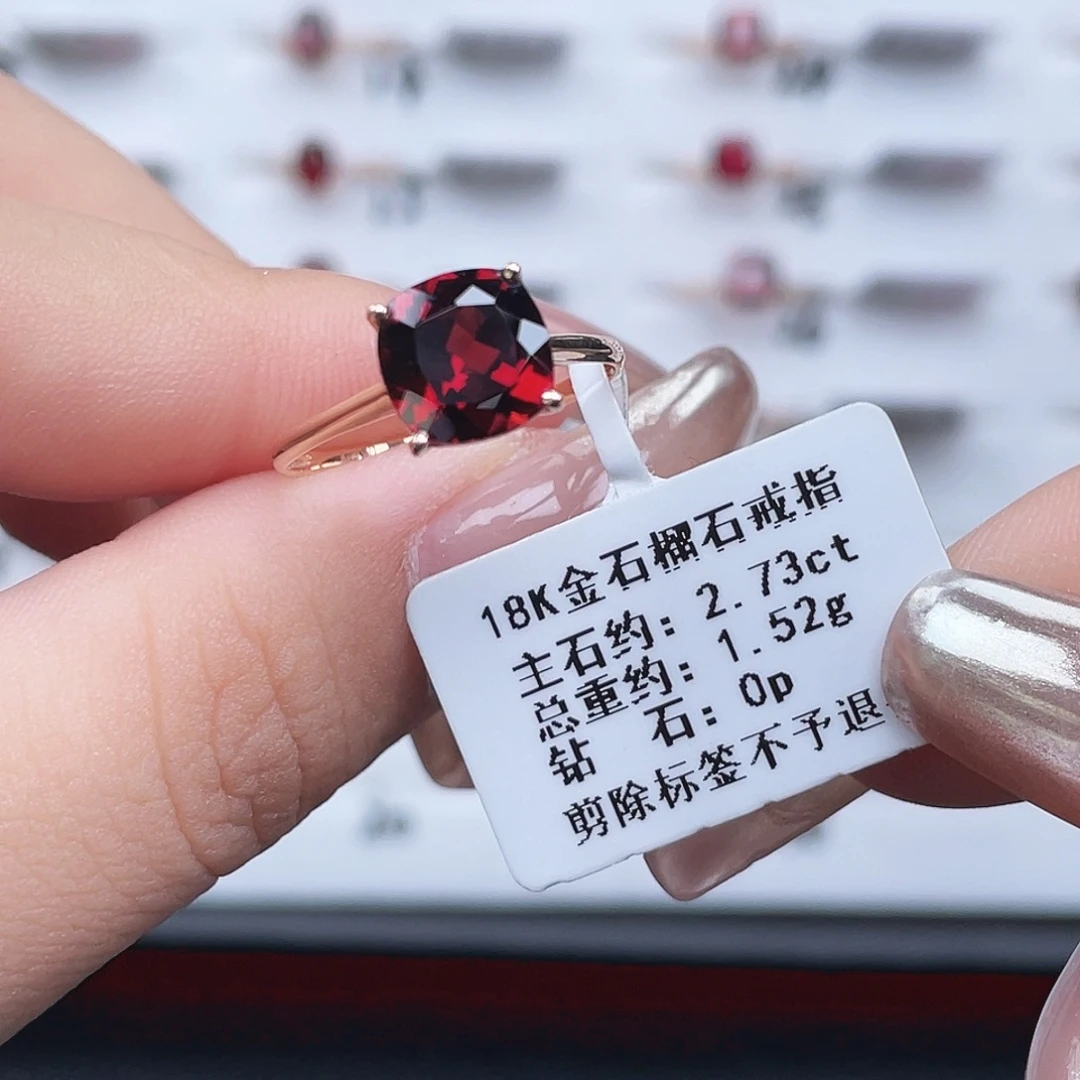 18K金石榴石戒指
主石约: 2.73ct
总重约: 1.52g
钻 石: 0p
剪除标签不予退